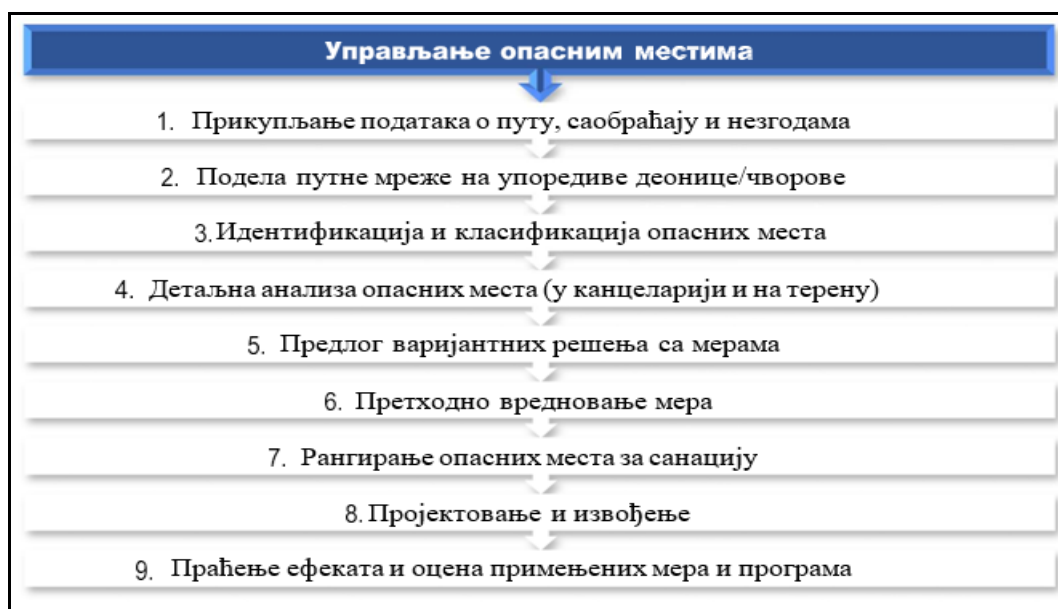 Управљање опасним местима
1. Прикупљање података о путу, саобраћају и незгодама
2. Подела путне мреже на упоредиве деонице/чворове
3. Идентификација и класификација опасних места
4. Детаљна анализа опасних места (у канцеларији и на терену)
5. Предлог варијантних решења са мерама
6. Претходно вредновање мера
7. Рангирање опасних места за санацију
8. Пројектовање и извођење
9. Праћење ефеката и оцена примењених мера и програма